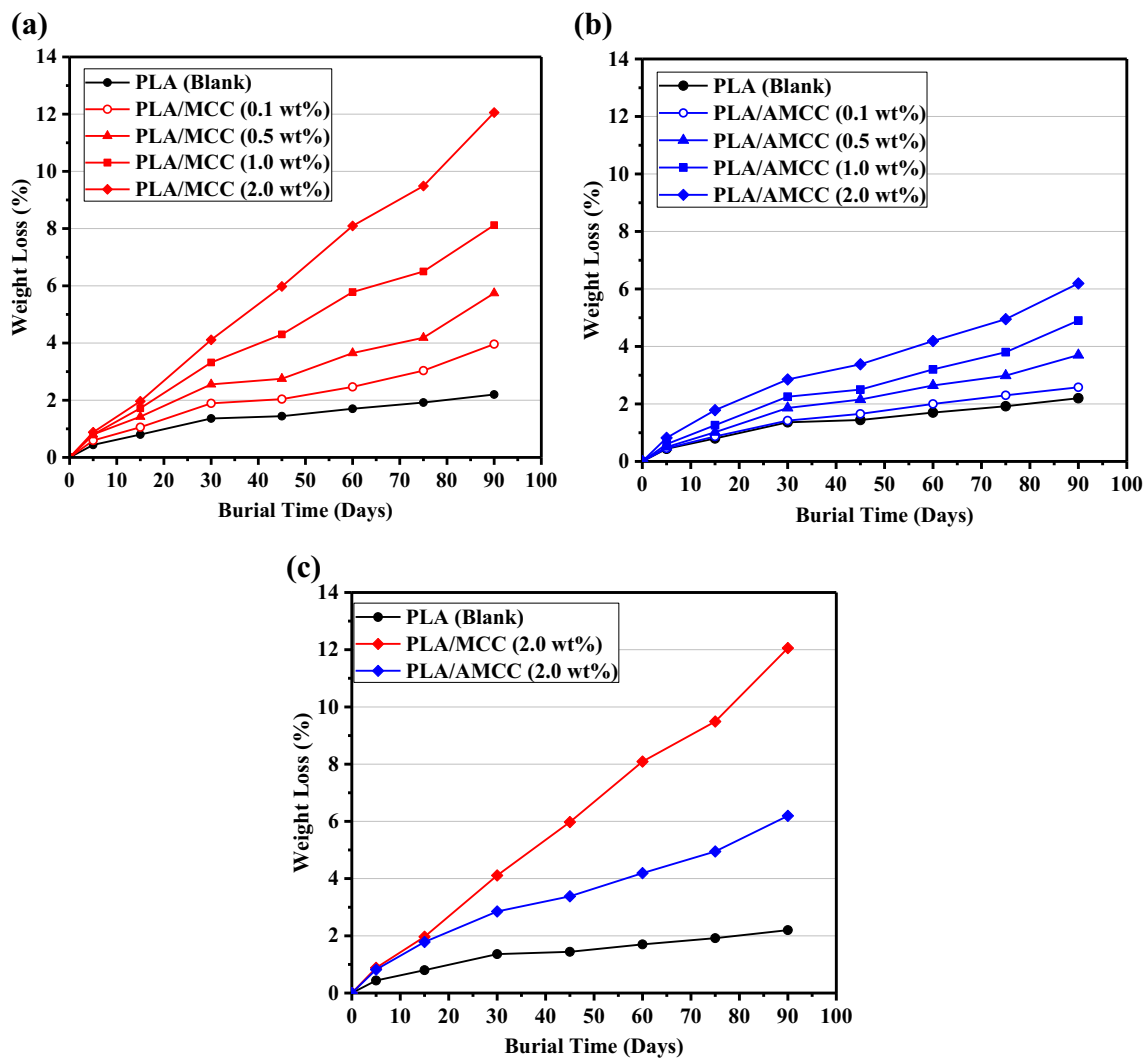 (a)
14
12
10
8
6
4
2
0
Weight Loss (%)
PLA (Blank)
PLA/MCC (0.1 wt%)
PLA/MCC (0.5 wt%)
PLA/MCC (1.0 wt%)
PLA/MCC (2.0 wt%)
0 10 20 30 40 50 60 70 80 90 100
Burial Time (Days)
(b)
14
12
10
8
6
4
2
0
Weight Loss (%)
PLA (Blank)
PLA/AMCC (0.1 wt%)
PLA/AMCC (0.5 wt%)
PLA/AMCC (1.0 wt%)
PLA/AMCC (2.0 wt%)
0 10 20 30 40 50 60 70 80 90 100
Burial Time (Days)
(c)
14
12
10
8
6
4
2
0
Weight Loss (%)
PLA (Blank)
PLA/MCC (2.0 wt%)
PLA/AMCC (2.0 wt%)
0 10 20 30 40 50 60 70 80 90 100
Burial Time (Days)